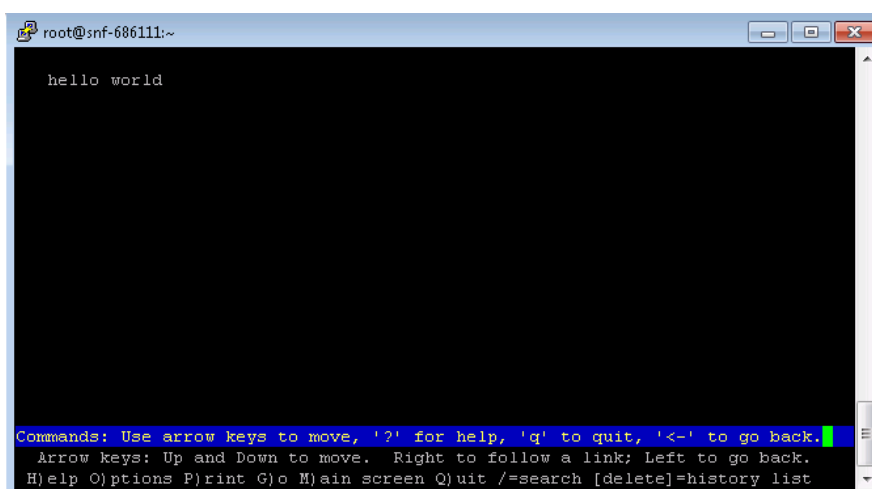 root@snf-686111:~
hello world
Commands: Use arrow keys to move, '?' for help, 'q' to quit, '<-' to go back.
Arrow keys: Up and Down to move.  Right to follow a link; Left to go back.
H)elp O)ptions P)rint G)o M)ain screen Q)uit /=search [delete]=history list